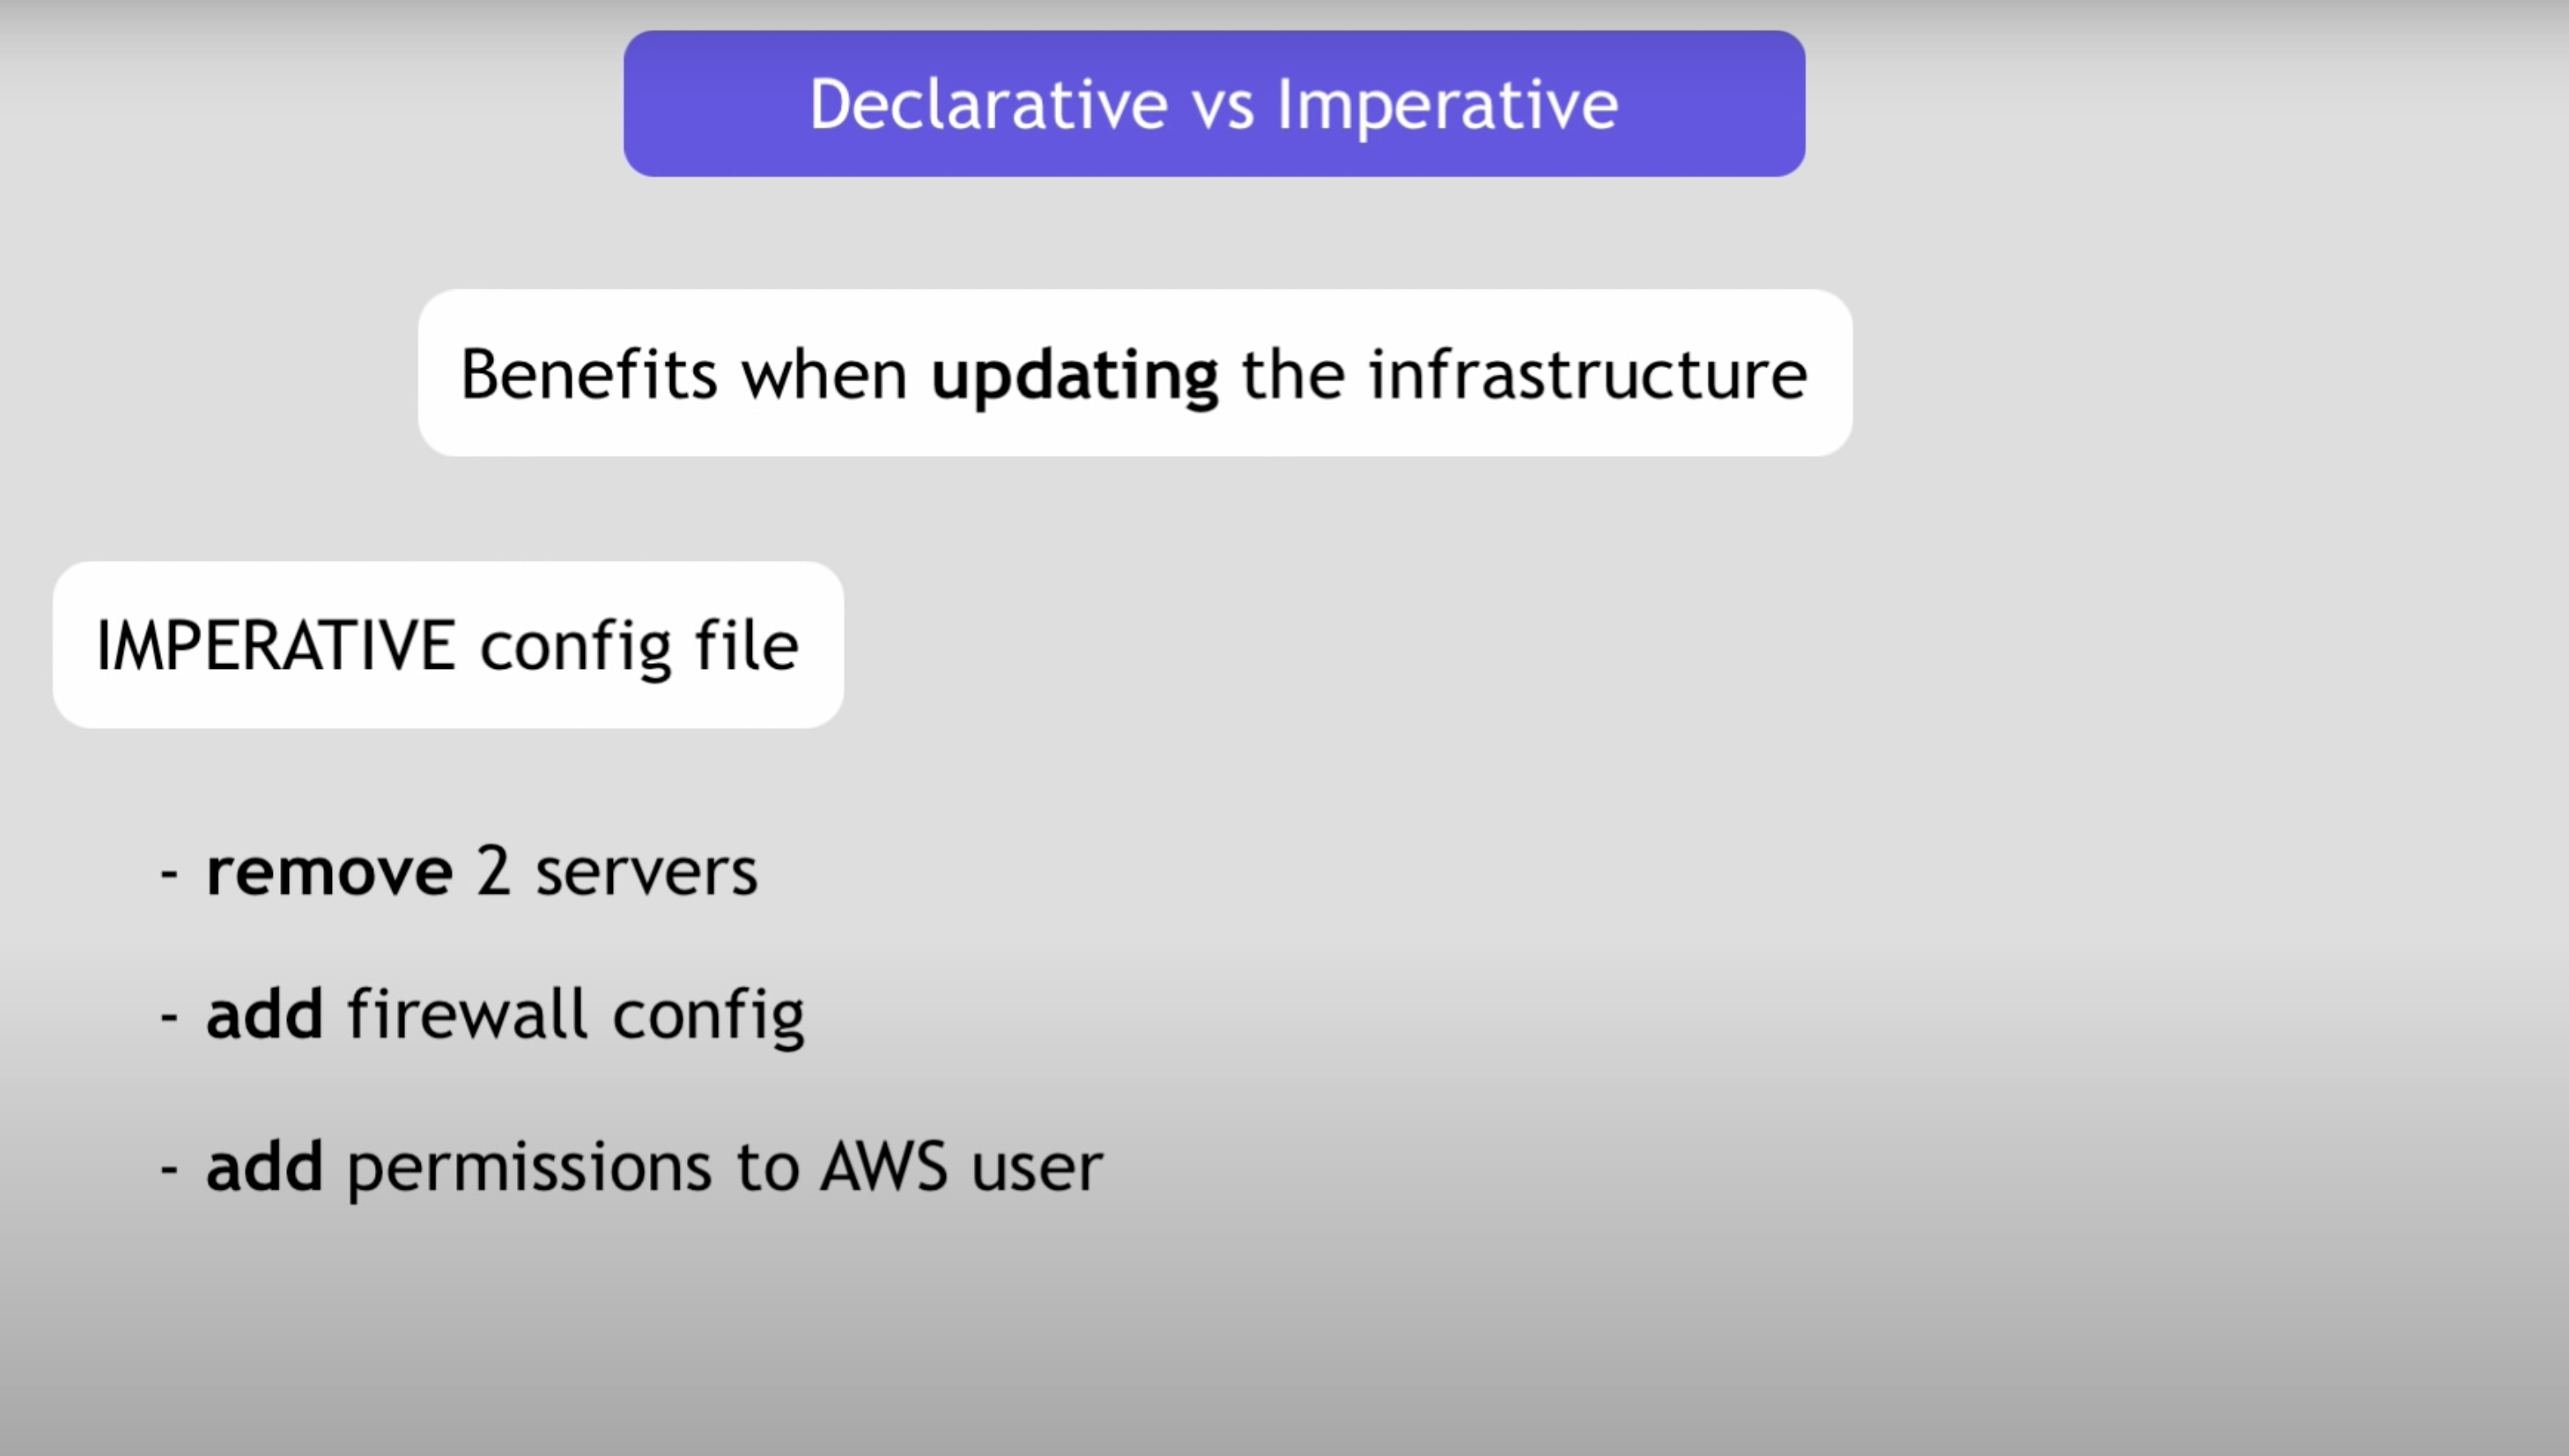 Declarative vs Imperative
Benefits when updating the infrastructure
IMPERATIVE config file
- remove 2 servers
- add firewall config
- add permissions to AWS user